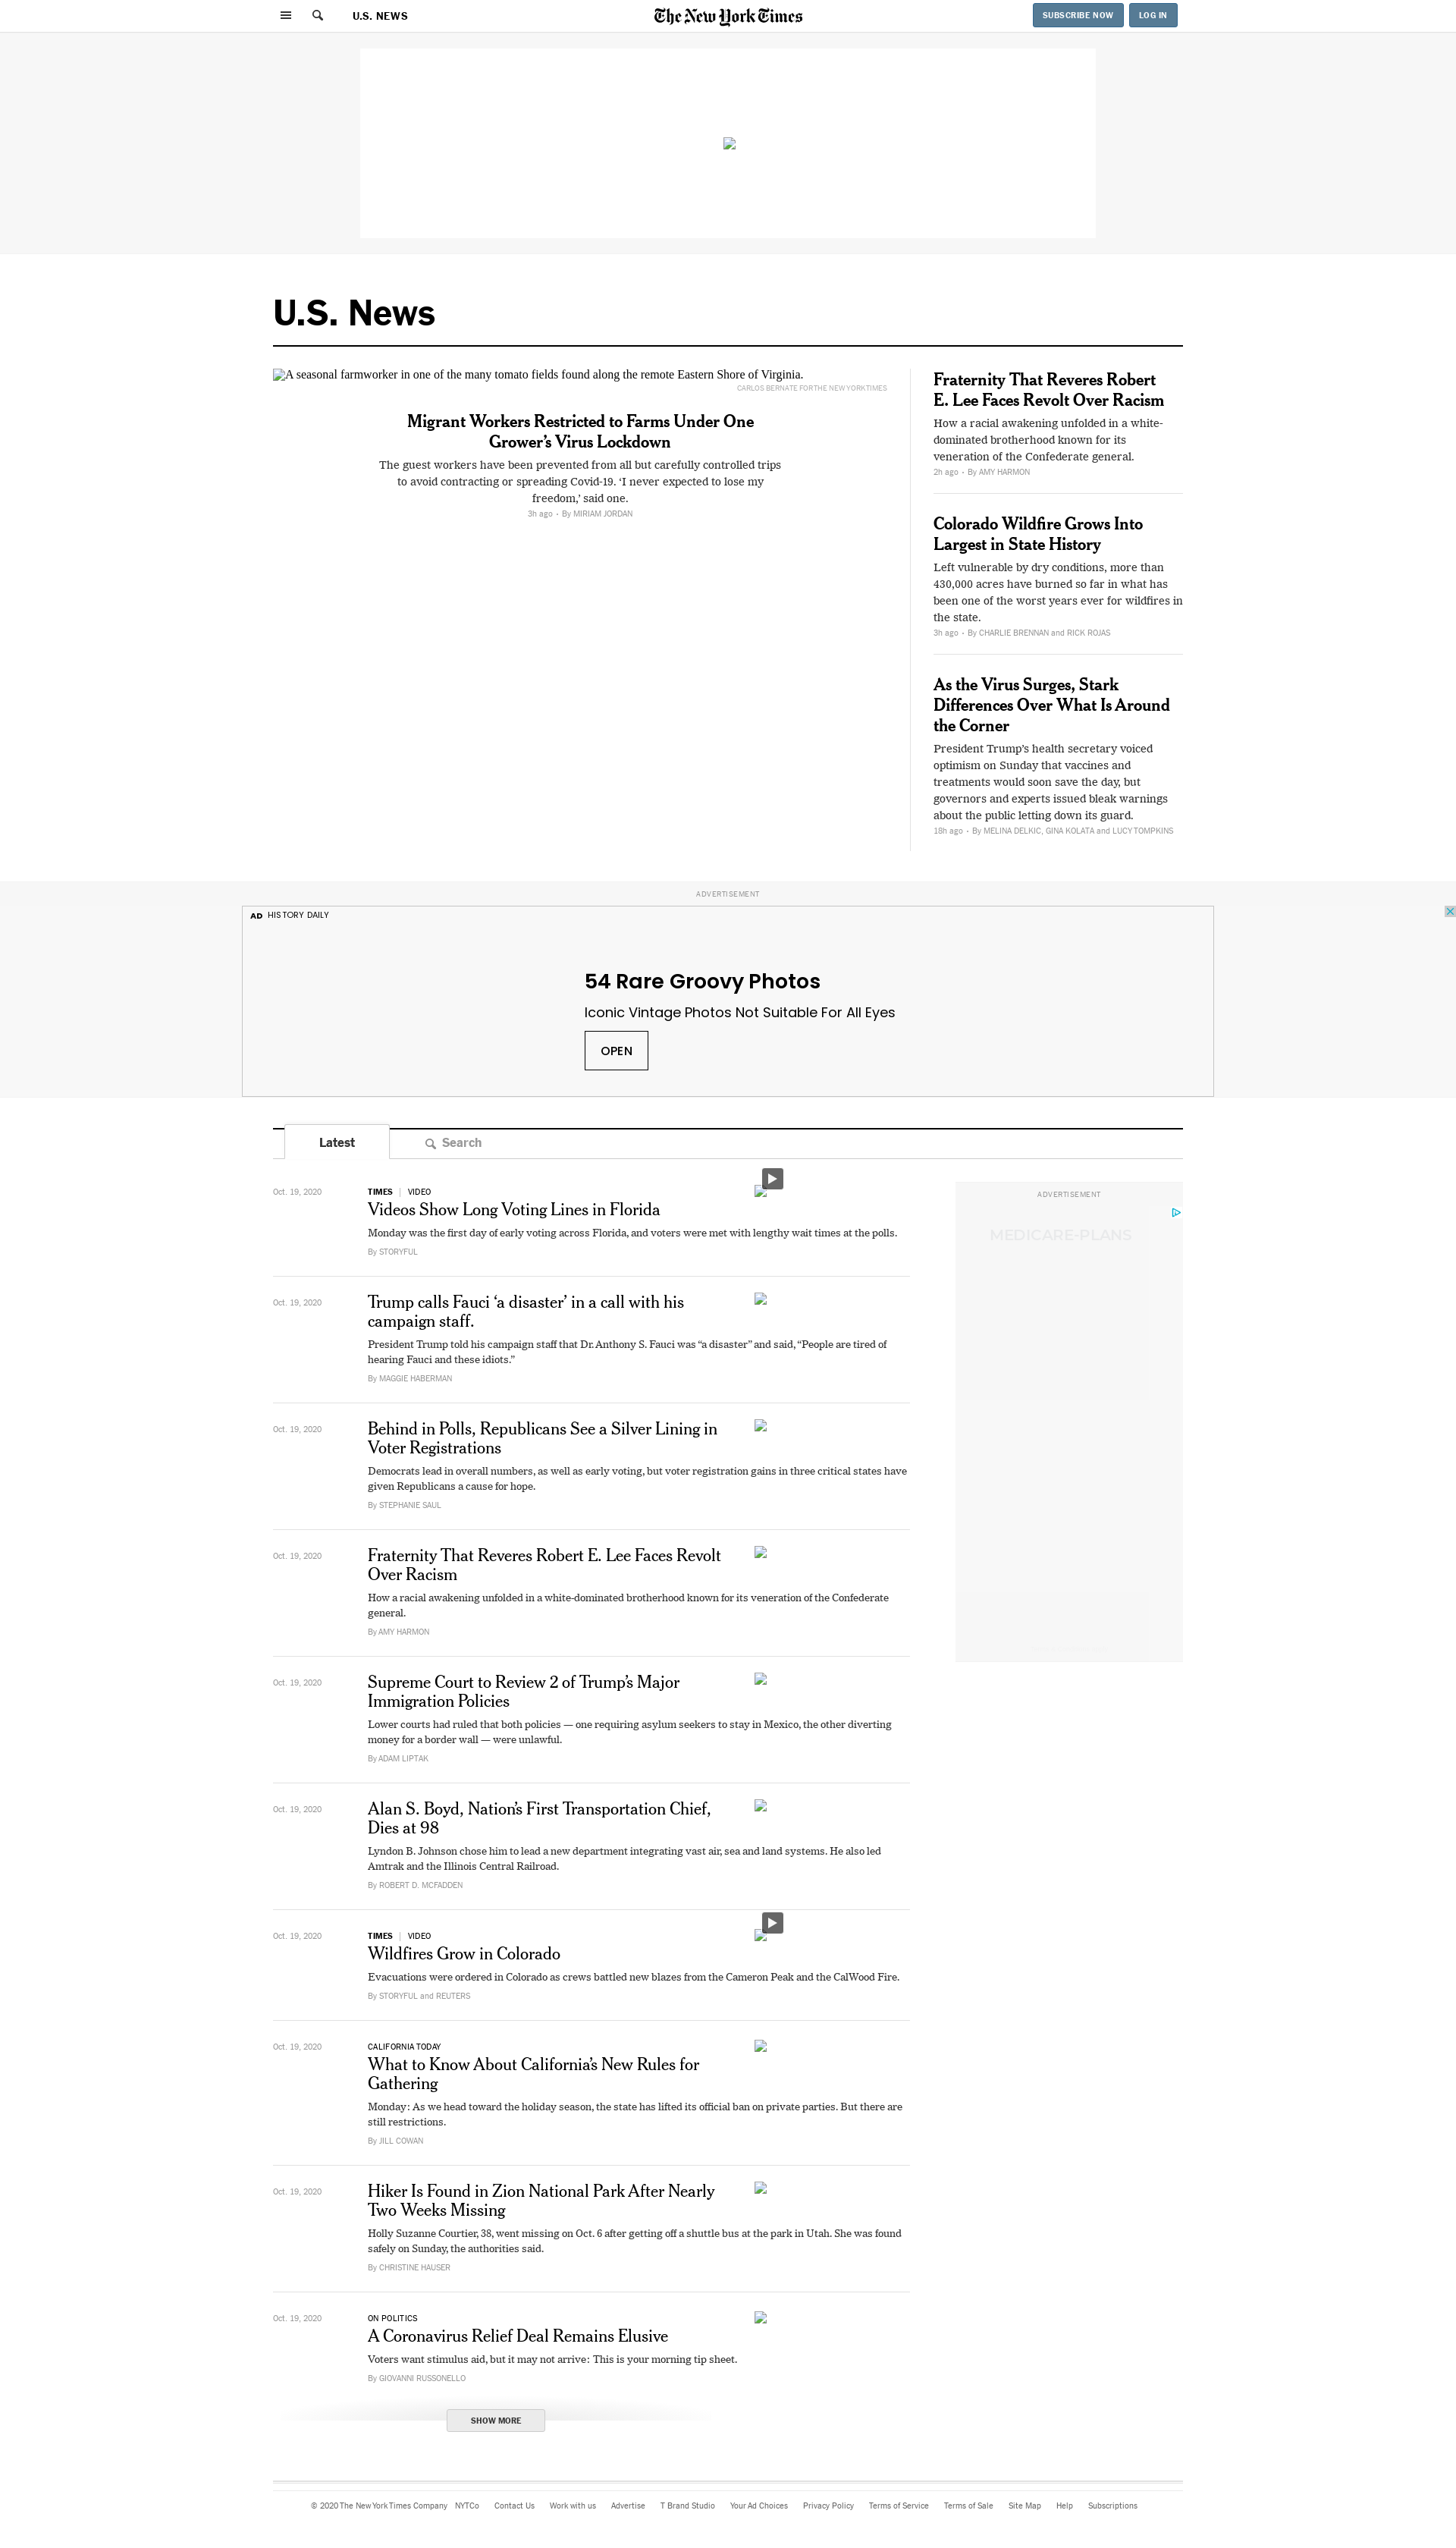 U.S. NEWS
The New York Times
SUBSCRIBE NOW
LOG IN
U.S. News
A seasonal farmworker in one of the many tomato fields found along the remote Eastern Shore of Virginia.
CARLOS BERNATE FOR THE NEW YORK TIMES
Migrant Workers Restricted to Farms Under One
Grower’s Virus Lockdown
The guest workers have been prevented from all but carefully controlled trips
to avoid contracting or spreading Covid-19. ‘I never expected to lose my
freedom,’ said one.
3h ago • By MIRIAM JORDAN
Fraternity That Reveres Robert
E. Lee Faces Revolt Over Racism
How a racial awakening unfolded in a white-
dominated brotherhood known for its
veneration of the Confederate general.
2h ago • By AMY HARMON
Colorado Wildfire Grows Into
Largest in State History
Left vulnerable by dry conditions, more than
430,000 acres have burned so far in what has
been one of the worst years ever for wildfires in
the state.
3h ago • By CHARLIE BRENNAN and RICK ROJAS
As the Virus Surges, Stark
Differences Over What Is Around
the Corner
President Trump’s health secretary voiced
optimism on Sunday that vaccines and
treatments would soon save the day, but
governors and experts issued bleak warnings
about the public letting down its guard.
18h ago • By MELINA DELKIC, GINA KOLATA and LUCY TOMPKINS
ADVERTISEMENT
AD HISTORY DAILY
54 Rare Groovy Photos
Iconic Vintage Photos Not Suitable For All Eyes
OPEN
Latest
Search
Oct. 19, 2020
TIMES | VIDEO
Videos Show Long Voting Lines in Florida
Monday was the first day of early voting across Florida, and voters were met with lengthy wait times at the polls.
By STORYFUL
ADVERTISEMENT
MEDICARE-PLANS
Oct. 19, 2020
Trump calls Fauci ‘a disaster’ in a call with his
campaign staff.
President Trump told his campaign staff that Dr. Anthony S. Fauci was “a disaster” and said, “People are tired of
hearing Fauci and these idiots.”
By MAGGIE HABERMAN
Oct. 19, 2020
Behind in Polls, Republicans See a Silver Lining in
Voter Registrations
Democrats lead in overall numbers, as well as early voting, but voter registration gains in three critical states have
given Republicans a cause for hope.
By STEPHANIE SAUL
Oct. 19, 2020
Fraternity That Reveres Robert E. Lee Faces Revolt
Over Racism
How a racial awakening unfolded in a white-dominated brotherhood known for its veneration of the Confederate
general.
By AMY HARMON
Oct. 19, 2020
Supreme Court to Review 2 of Trump’s Major
Immigration Policies
Lower courts had ruled that both policies — one requiring asylum seekers to stay in Mexico, the other diverting
money for a border wall — were unlawful.
By ADAM LIPTAK
Oct. 19, 2020
Alan S. Boyd, Nation’s First Transportation Chief,
Dies at 98
Lyndon B. Johnson chose him to lead a new department integrating vast air, sea and land systems. He also led
Amtrak and the Illinois Central Railroad.
By ROBERT D. MCFADDEN
Oct. 19, 2020
TIMES | VIDEO
Wildfires Grow in Colorado
Evacuations were ordered in Colorado as crews battled new blazes from the Cameron Peak and the CalWood Fire.
By STORYFUL and REUTERS
Oct. 19, 2020
CALIFORNIA TODAY
What to Know About California’s New Rules for
Gathering
Monday: As we head toward the holiday season, the state has lifted its official ban on private parties. But there are
still restrictions.
By JILL COWAN
Oct. 19, 2020
Hiker Is Found in Zion National Park After Nearly
Two Weeks Missing
Holly Suzanne Courtier, 38, went missing on Oct. 6 after getting off a shuttle bus at the park in Utah. She was found
safely on Sunday, the authorities said.
By CHRISTINE HAUSER
Oct. 19, 2020
ON POLITICS
A Coronavirus Relief Deal Remains Elusive
Voters want stimulus aid, but it may not arrive: This is your morning tip sheet.
By GIOVANNI RUSSONELLO
SHOW MORE
© 2020 The New York Times Company NYTCo Contact Us Work with us Advertise T Brand Studio Your Ad Choices Privacy Policy Terms of Service Terms of Sale Site Map Help Subscriptions